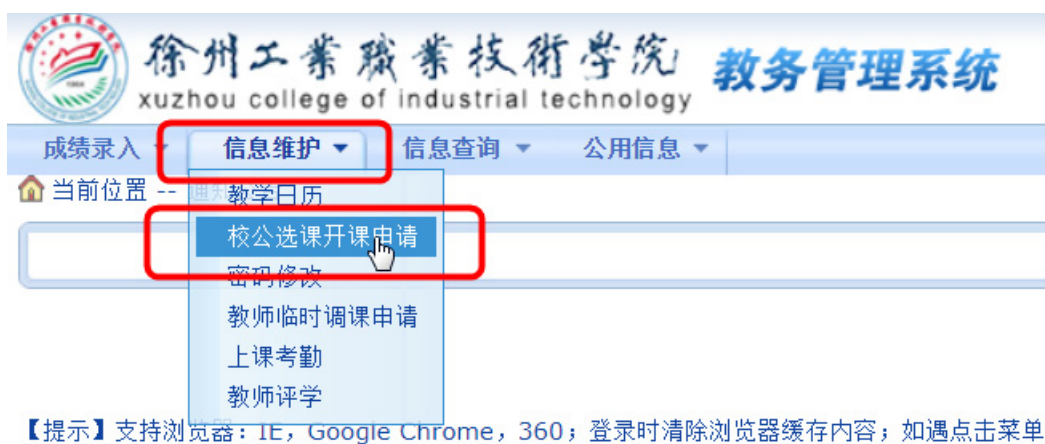 徐州工業職業技術學院 教务管理系统
xuzhou college of industrial technology
成绩录入 信息维护 信息查询 公用信息
当前位置 -- 通知
教学日历
校公选课开课申请
密码修改
教师临时调课申请
上课考勤
教师评学
【提示】支持浏览器：IE，Google Chrome，360；登录时清除浏览器缓存内容；如遇点击菜单